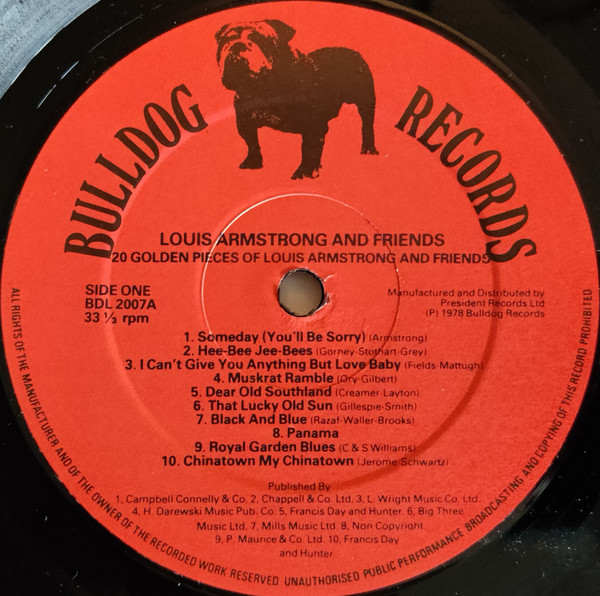 BULLDOG RECORDS
LOUIS ARMSTRONG AND FRIENDS
20 GOLDEN PIECES OF LOUIS ARMSTRONG AND FRIENDS
SIDE ONE
BDL 2007A
33 ⅓ rpm
Manufactured and Distributed by
President Records Ltd
(P) 1978 Bulldog Records
1. Someday (You'll Be Sorry) (Armstrong)
2. Hee-Bee Jee-Bees (Gorney-Stothart-Grey)
3. I Can't Give You Anything But Love Baby (Fields-Mattugh)
4. Muskrat Ramble (Ory-Gilbert)
5. Dear Old Southland (Creamer-Layton)
6. That Lucky Old Sun (Gillespie-Smith)
7. Black And Blue (Razaf-Waller-Brooks)
8. Panama
9. Royal Garden Blues (C & S Williams)
10. Chinatown My Chinatown (Jerome-Schwartz)
Published By
1, Campbell Connelly & Co. 2, Chappell & Co. Ltd, 3, L. Wright Music Co, Ltd.
4, H. Darewski Music Pub. Co. 5, Francis Day and Hunter. 6, Big Three
Music Ltd. 7. Mills Music Ltd. 8, Non Copyright.
9, P. Maurice & Co. Ltd. 10, Francis Day
and Hunter.
ALL RIGHTS OF THE MANUFACTURER AND OF THE OWNER OF THE RECORDED WORK RESERVED UNAUTHORISED PUBLIC PERFORMANCE BROADCASTING AND COPYING OF THIS RECORD PROHIBITED